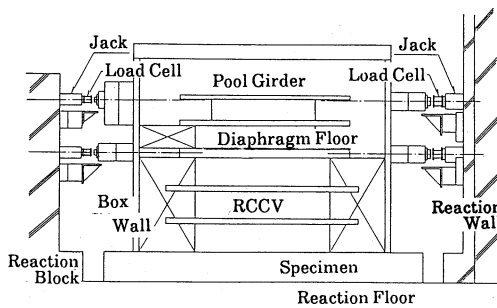 Jack
Load Cell
Pool Girder
Jack
Load Cell
Diaphragm Floor
Box
Wall
RCCV
Reaction
Wall
Reaction
Block
Specimen
Reaction Floor